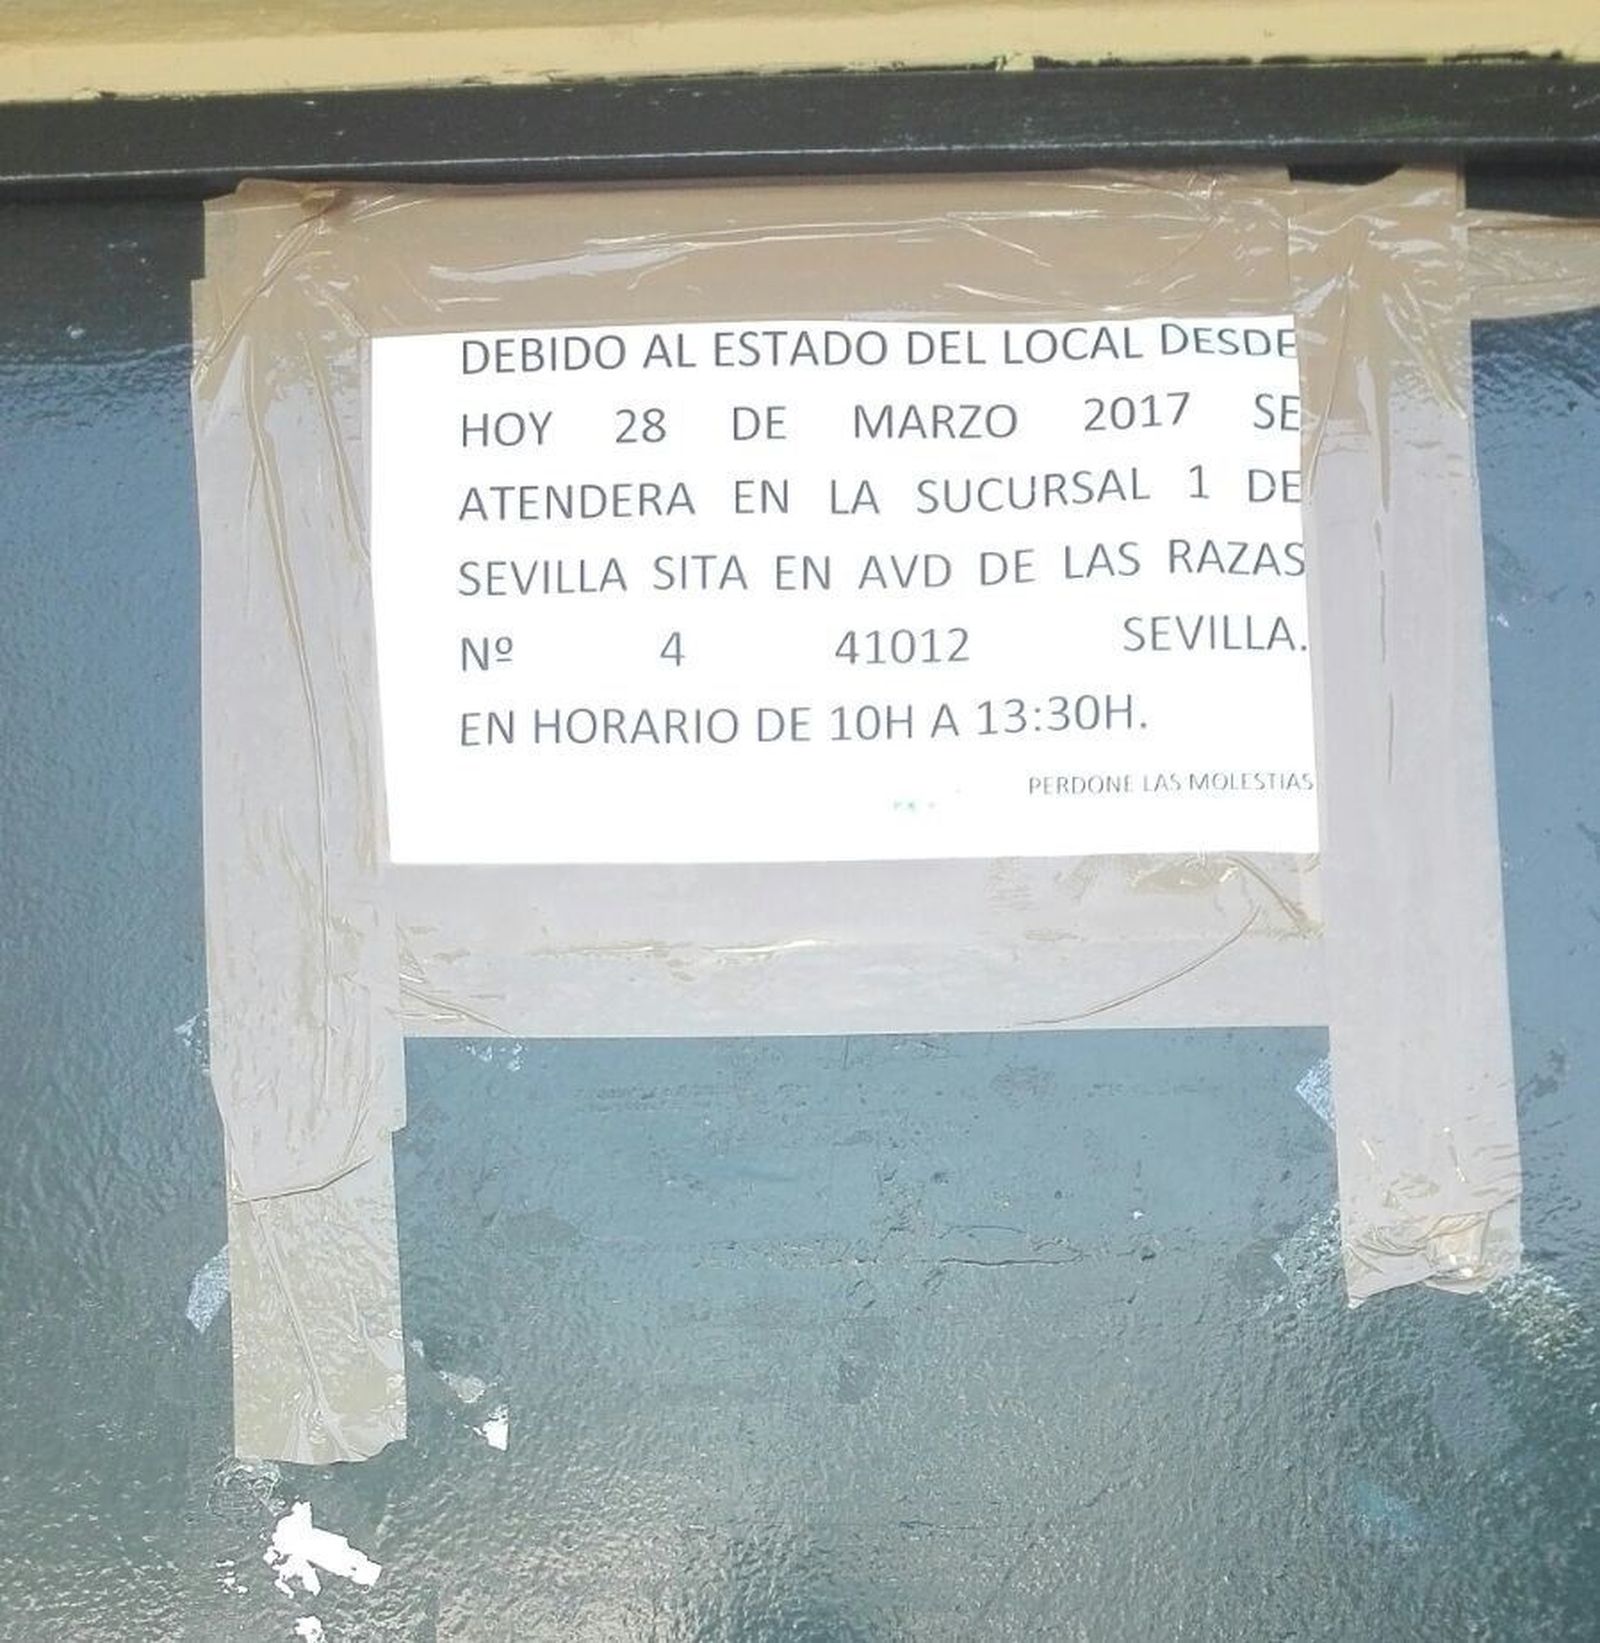 DEBIDO AL ESTADO DEL LOCAL DESDE
HOY 28 DE MARZO 2017 SE
ATENDERA EN LA SUCURSAL 1 DE
SEVILLA SITA EN AVD DE LAS RAZAS
Nº 4 41012 SEVILLA.
EN HORARIO DE 10H A 13:30H.
PERDONE LAS MOLESTIAS